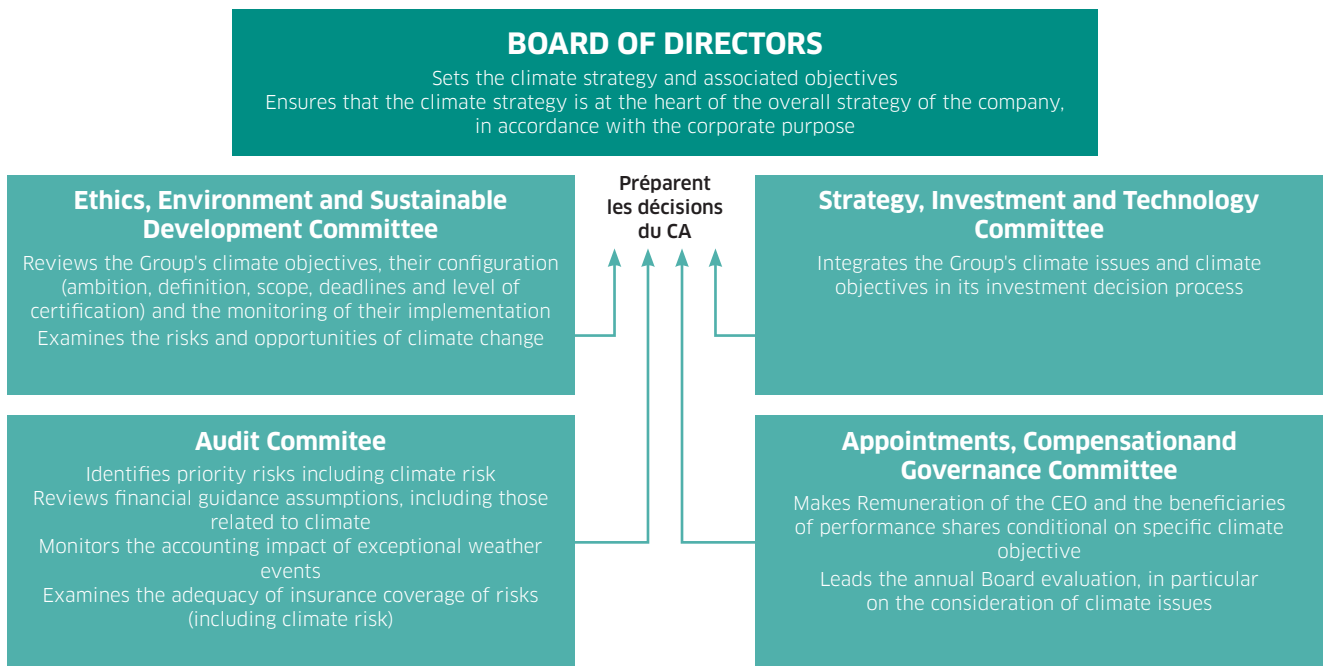 BOARD OF DIRECTORS
Sets the climate strategy and associated objectives
Ensures that the climate strategy is at the heart of the overall strategy of the company,
in accordance with the corporate purpose
Ethics, Environment and Sustainable
Development Committee
Reviews the Group's climate objectives, their configuration
(ambition, definition, scope, deadlines and level of
certification) and the monitoring of their implementation
Examines the risks and opportunities of climate change
Préparent
les décisions
du CA
Strategy, Investment and Technology
Committee
Integrates the Group's climate issues and climate
objectives in its investment decision process
Audit Commitee
Identifies priority risks including climate risk
Reviews financial guidance assumptions, including those
related to climate
Monitors the accounting impact of exceptional weather
events
Examines the adequacy of insurance coverage of risks
(including climate risk)
Appointments, Compensationand
Governance Committee
Makes Remuneration of the CEO and the beneficiaries
of performance shares conditional on specific climate
objective
Leads the annual Board evaluation, in particular
on the consideration of climate issues